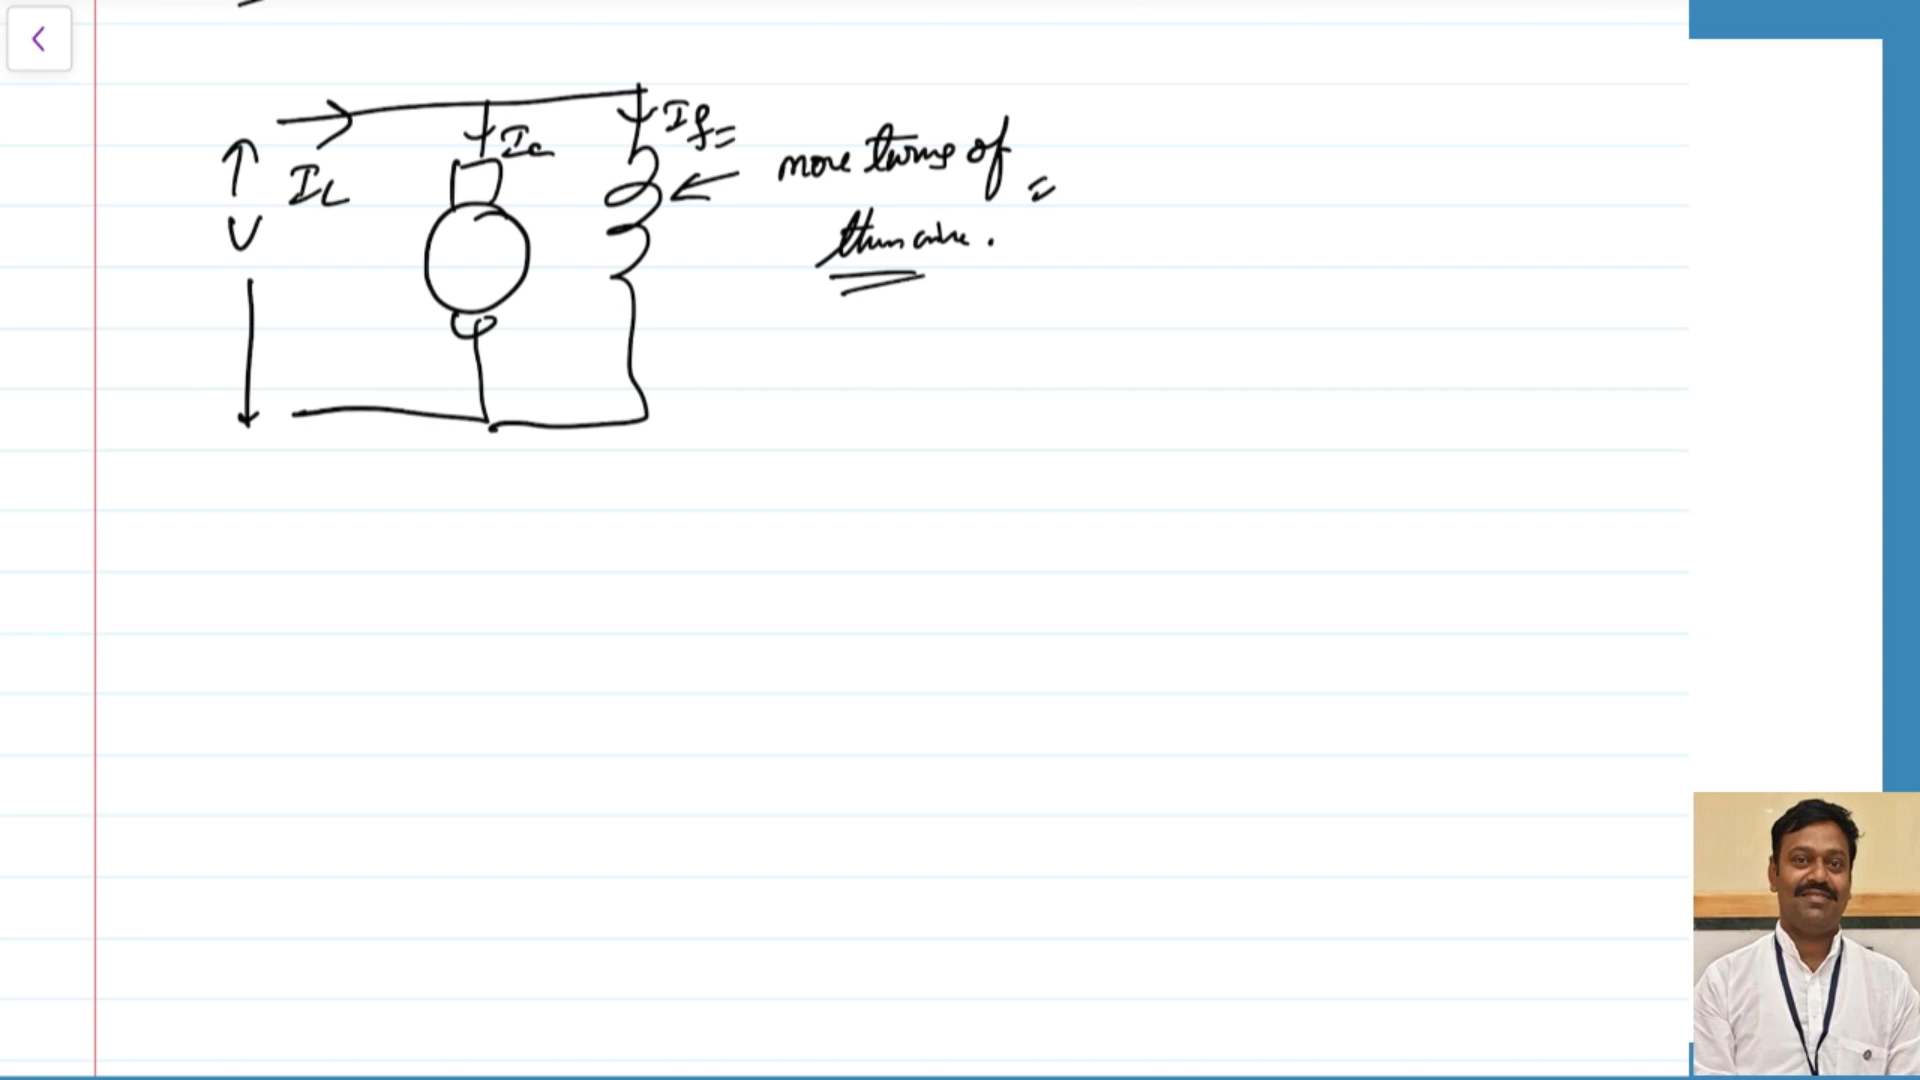 If
Ia
IL
V
more turns of
thin wire.